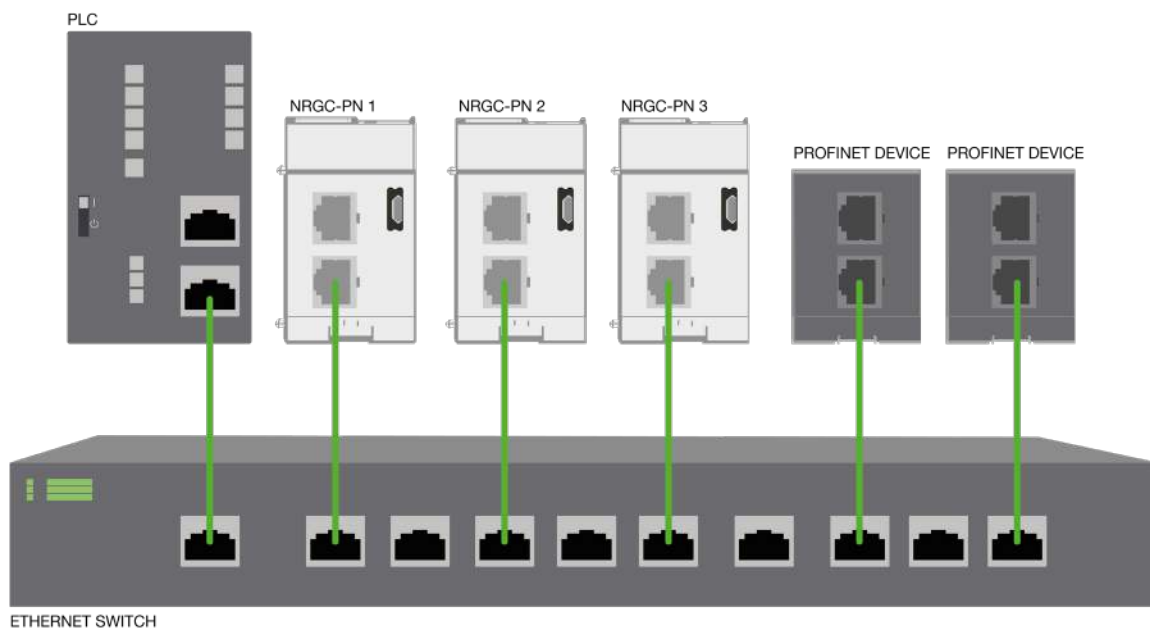 PLC
NRGC-PN 1
NRGC-PN 2
NRGC-PN 3
PROFINET DEVICE
PROFINET DEVICE
ETHERNET SWITCH